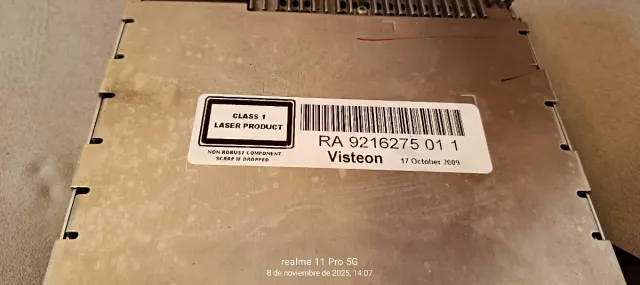 CLASS 1
LASER PRODUCT
NON ROBUST COMPONENT
SCRAP IF DROPPED
RA 9216275 01 1
Visteon 17 October 2009
realme 11 Pro 5G
8 de noviembre de 2025, 14:07